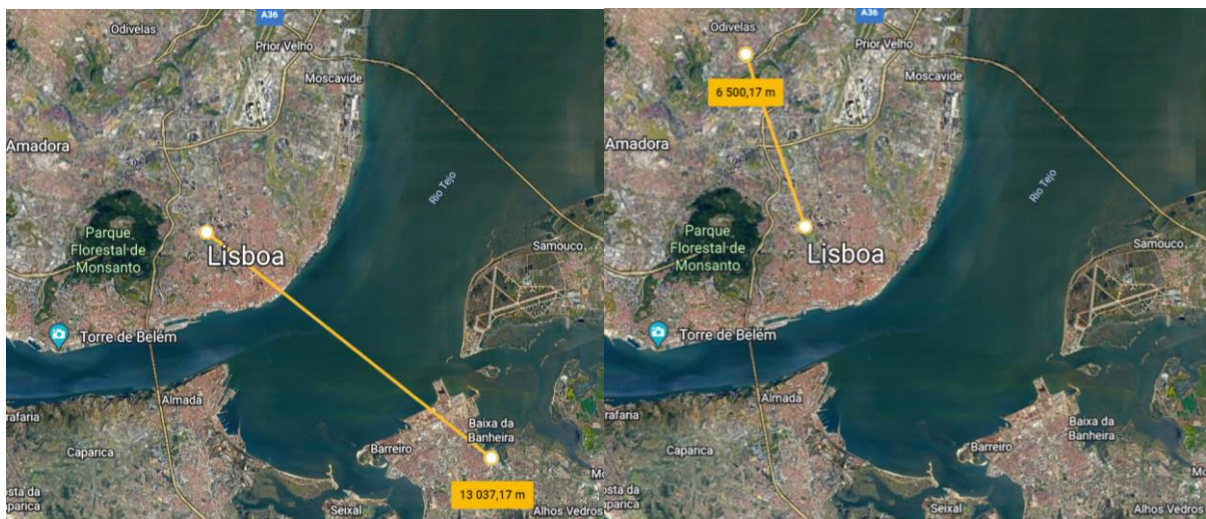 A36
Odivelas
Prior Velho
Moscavide
Amadora
Rio Tejo
Parque
Florestal de
Monsanto
Lisboa
Samouco
Torre de Belém
Almada
rafaria
Baixa da
Banheira
Caparica
Barreiro
osta da
aparica
13 037,17 m
Mo
Seixal
Alhos Vedros
A36
Odivelas
Prior Velho
Moscavide
6 500,17 m
Amadora
Rio Tejo
Parque
Florestal de
Monsanto
Lisboa
Samouco
Torre de Belém
Almada
rafaria
Baixa da
Banheira
Caparica
Barreiro
osta da
aparica
Mo
Seixal
Alhos Vedros